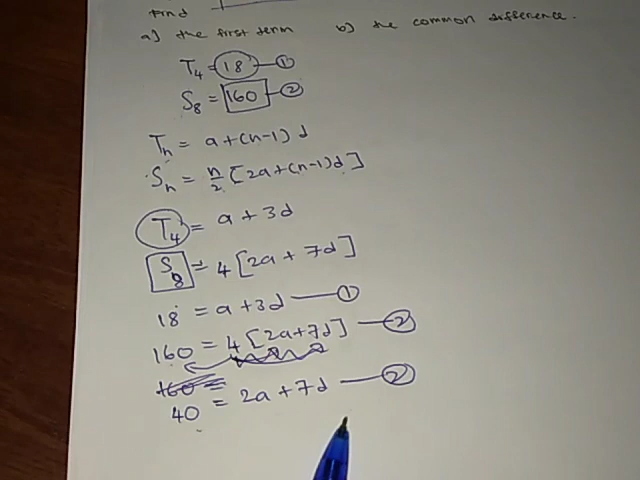 Find
a) the first term b) the common difference.
T₄ = 18 — ①
S₈ = 160 — ②
Tₙ = a+(n-1)d
Sₙ = n/2 [2a+(n-1)d]
T₄ = a + 3d
S₈ = 4[2a + 7d]
18 = a+3d — ①
160 = 4[2a+7d] — ②
160 =
40 = 2a+7d — ②